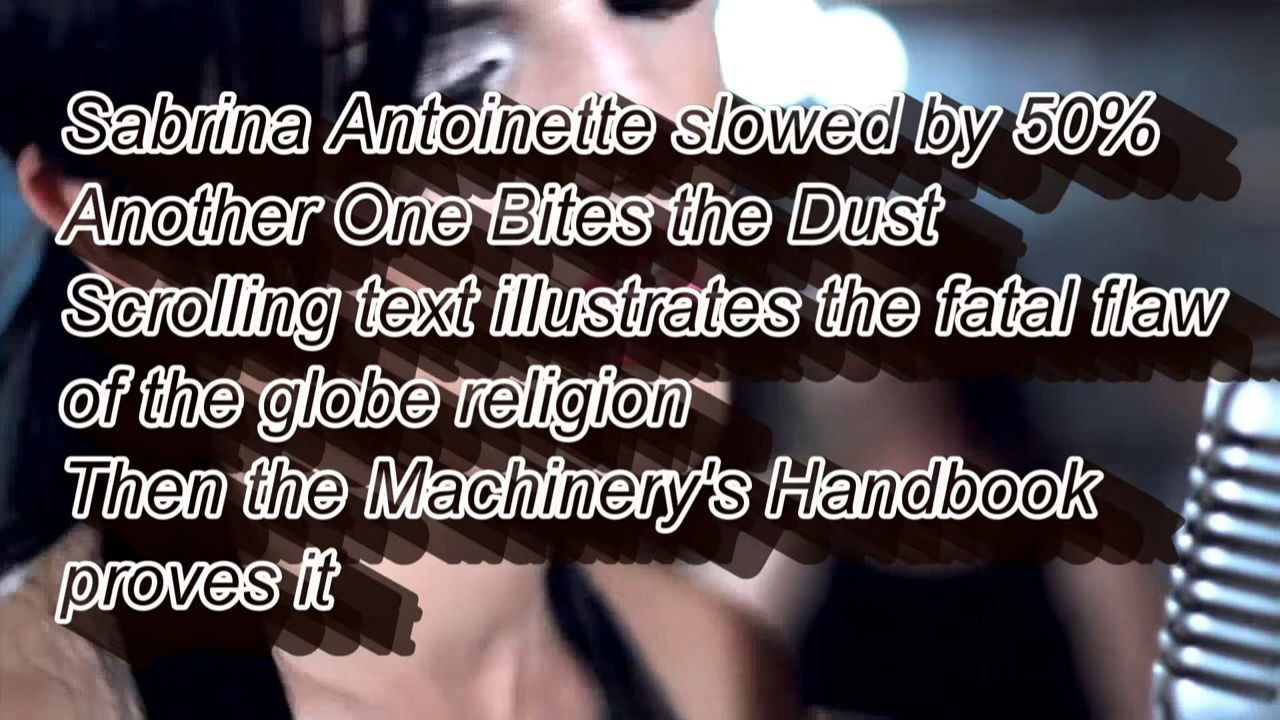 Sabrina Antoinette slowed by 50%
Another One Bites the Dust
Scrolling text illustrates the fatal flaw
of the globe religion
Then the Machinery's Handbook
proves it